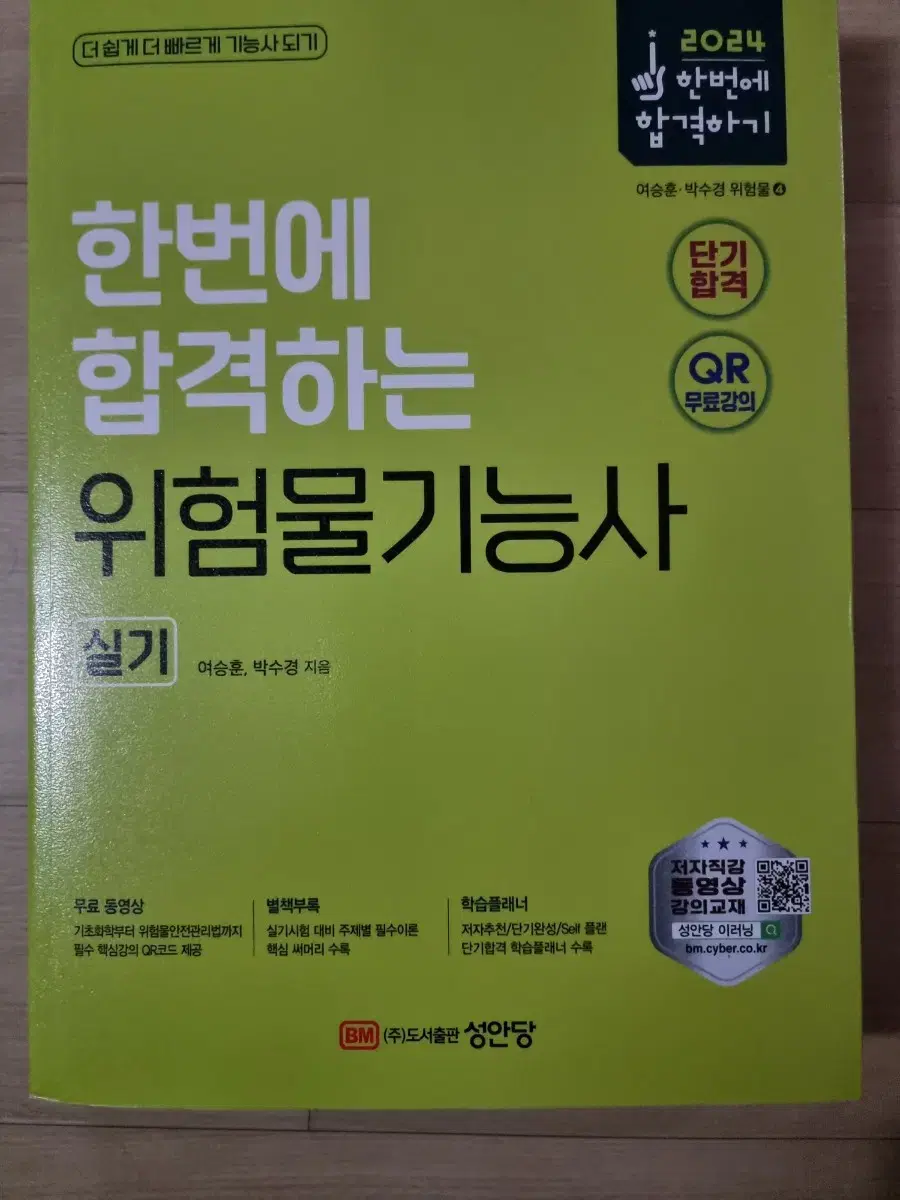 더 쉽게 더 빠르게 기능사 되기
2024
한번에
합격하기
여승훈·박수경 위험물 4
단기
합격
QR
무료강의
한번에
합격하는
위험물기능사
실기
여승훈, 박수경 지음
무료 동영상
기초화학부터 위험물안전관리법까지
필수 핵심강의 QR코드 제공
별책부록
실기시험 대비 주제별 필수이론
핵심 써머리 수록
학습플래너
저자추천/단기완성/Self 플랜
단기합격 학습플래너 수록
저자직강
동영상
강의교재
성안당 이러닝
bm.cyber.co.kr
BM (주)도서출판 성안당